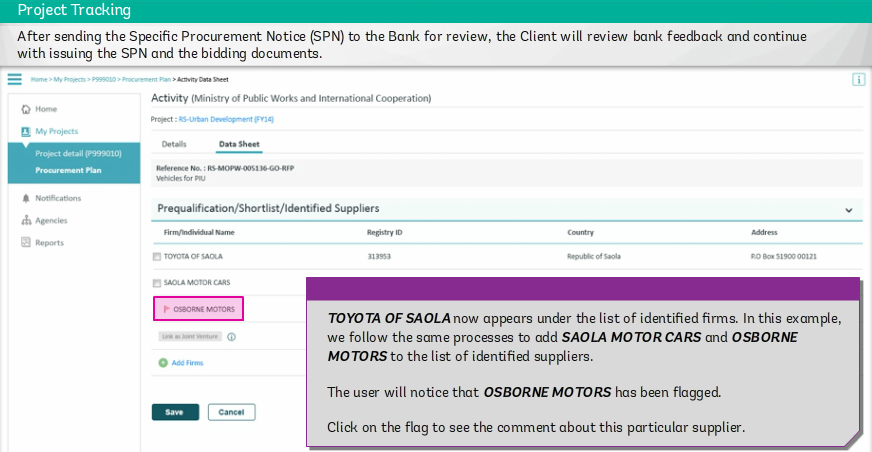 Project Tracking
After sending the Specific Procurement Notice (SPN) to the Bank for review, the Client will review bank feedback and continue
with issuing the SPN and the bidding documents.
Home > My Projects > P999010 > Procurement Plan > Activity Data Sheet
i
Home
My Projects
Project detail (P999010)
Procurement Plan
Notifications
Agencies
Reports
Activity (Ministry of Public Works and International Cooperation)
Project : RS-Urban Development (FY14)
Details Data Sheet
Reference No. : RS-MOPW-005136-GO-RFP
Vehicles for PIU
Prequalification/Shortlist/Identified Suppliers
Firm/Individual Name Registry ID Country Address
TOYOTA OF SAOLA 313953 Republic of Saola P.O Box 51900 00121
SAOLA MOTOR CARS
OSBORNE MOTORS
Link as Joint Venture i
Add Firms
Save Cancel
TOYOTA OF SAOLA now appears under the list of identified firms. In this example,
we follow the same processes to add SAOLA MOTOR CARS and OSBORNE
MOTORS to the list of identified suppliers.
The user will notice that OSBORNE MOTORS has been flagged.
Click on the flag to see the comment about this particular supplier.